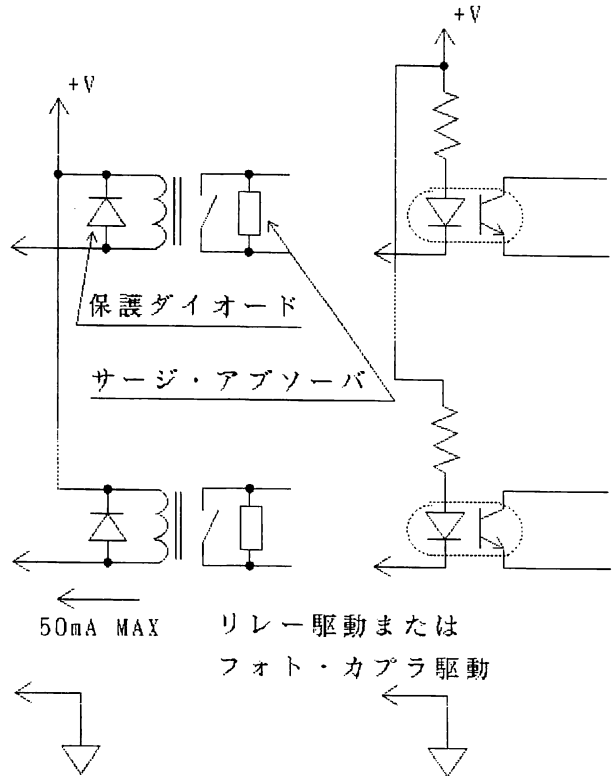 +V
+V
保護ダイオード
サージ・アブソーバ
50mA MAX
リレー駆動または
フォト・カプラ駆動